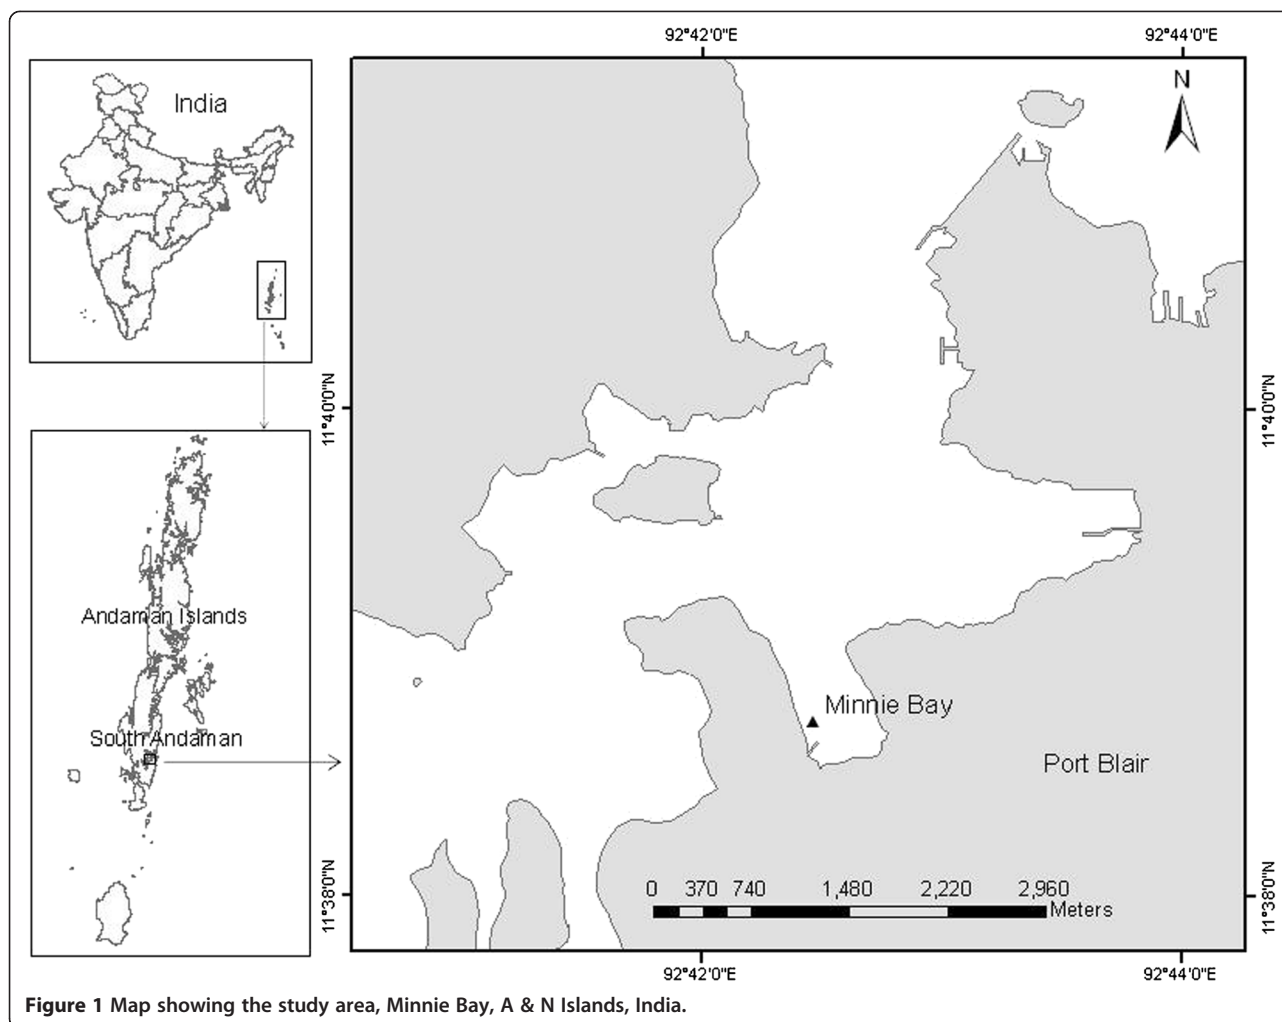 92°42'0"E
92°44'0"E
India
N
11°40'0"N
11°40'0"N
Andaman Islands
South Andaman
Minnie Bay
Port Blair
11°38'0"N
11°38'0"N
0 370 740 1,480 2,220 2,960
Meters
92°42'0"E
92°44'0"E
Figure 1 Map showing the study area, Minnie Bay, A & N Islands, India.